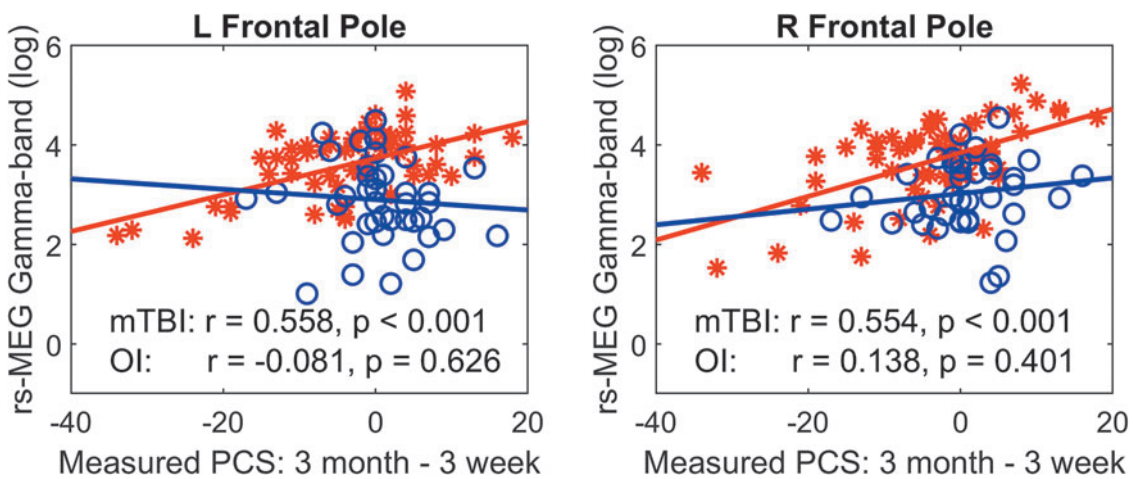 L Frontal Pole
rs-MEG Gamma-band (log)
6
4
2
0
mTBI: r = 0.558, p < 0.001
OI: r = -0.081, p = 0.626
-40
-20
0
20
Measured PCS: 3 month - 3 week
R Frontal Pole
rs-MEG Gamma-band (log)
6
4
2
0
mTBI: r = 0.554, p < 0.001
OI: r = 0.138, p = 0.401
-40
-20
0
20
Measured PCS: 3 month - 3 week